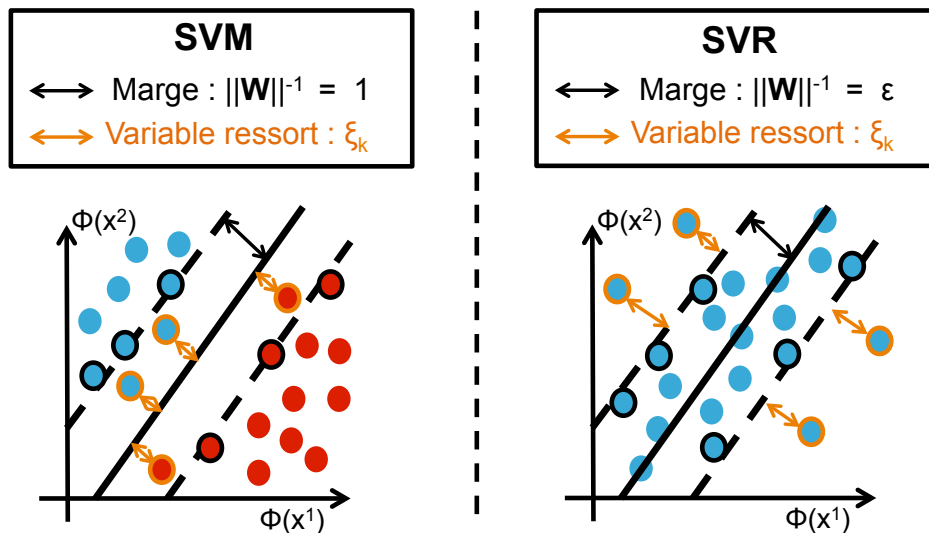 SVM
Marge : ||W||⁻¹ = 1
Variable ressort : ξₖ
Φ(x²)
Φ(x¹)
SVR
Marge : ||W||⁻¹ = ε
Variable ressort : ξₖ
Φ(x²)
Φ(x¹)